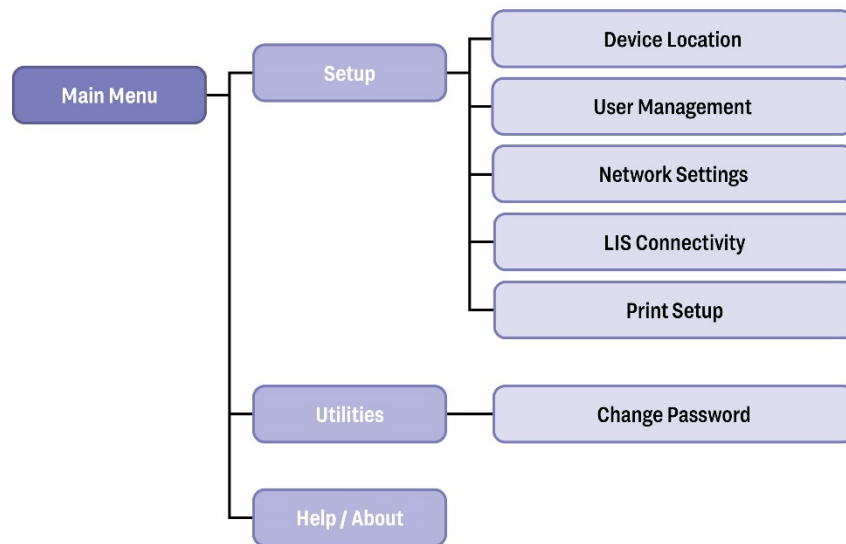 Main Menu
Setup
Device Location
User Management
Network Settings
LIS Connectivity
Print Setup
Utilities
Change Password
Help / About